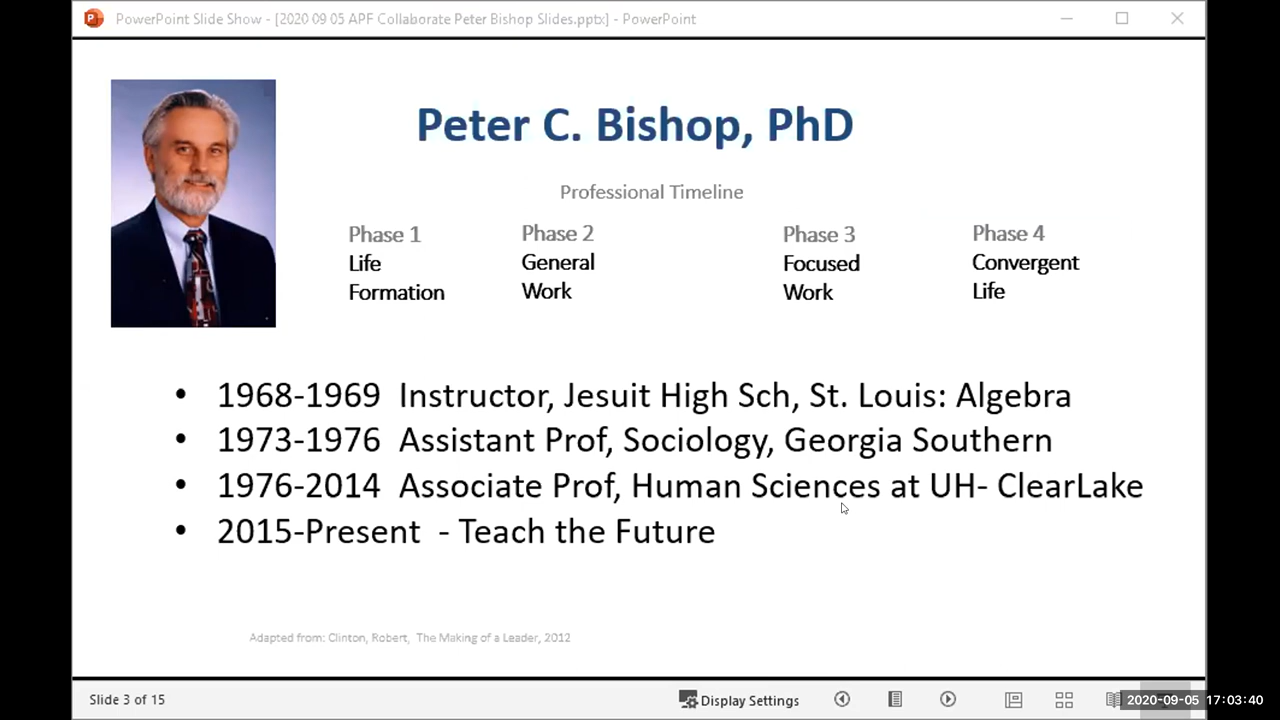 PowerPoint Slide Show - [2020 09 05 APF Collaborate Peter Bishop Slides.pptx] - PowerPoint
Peter C. Bishop, PhD
Professional Timeline
Phase 1
Life
Formation
Phase 2
General
Work
Phase 3
Focused
Work
Phase 4
Convergent
Life
• 1968-1969 Instructor, Jesuit High Sch, St. Louis: Algebra
• 1973-1976 Assistant Prof, Sociology, Georgia Southern
• 1976-2014 Associate Prof, Human Sciences at UH- ClearLake
• 2015-Present - Teach the Future
Adapted from: Clinton, Robert, The Making of a Leader, 2012
Slide 3 of 15
Display Settings
2020-09-05 17:03:40